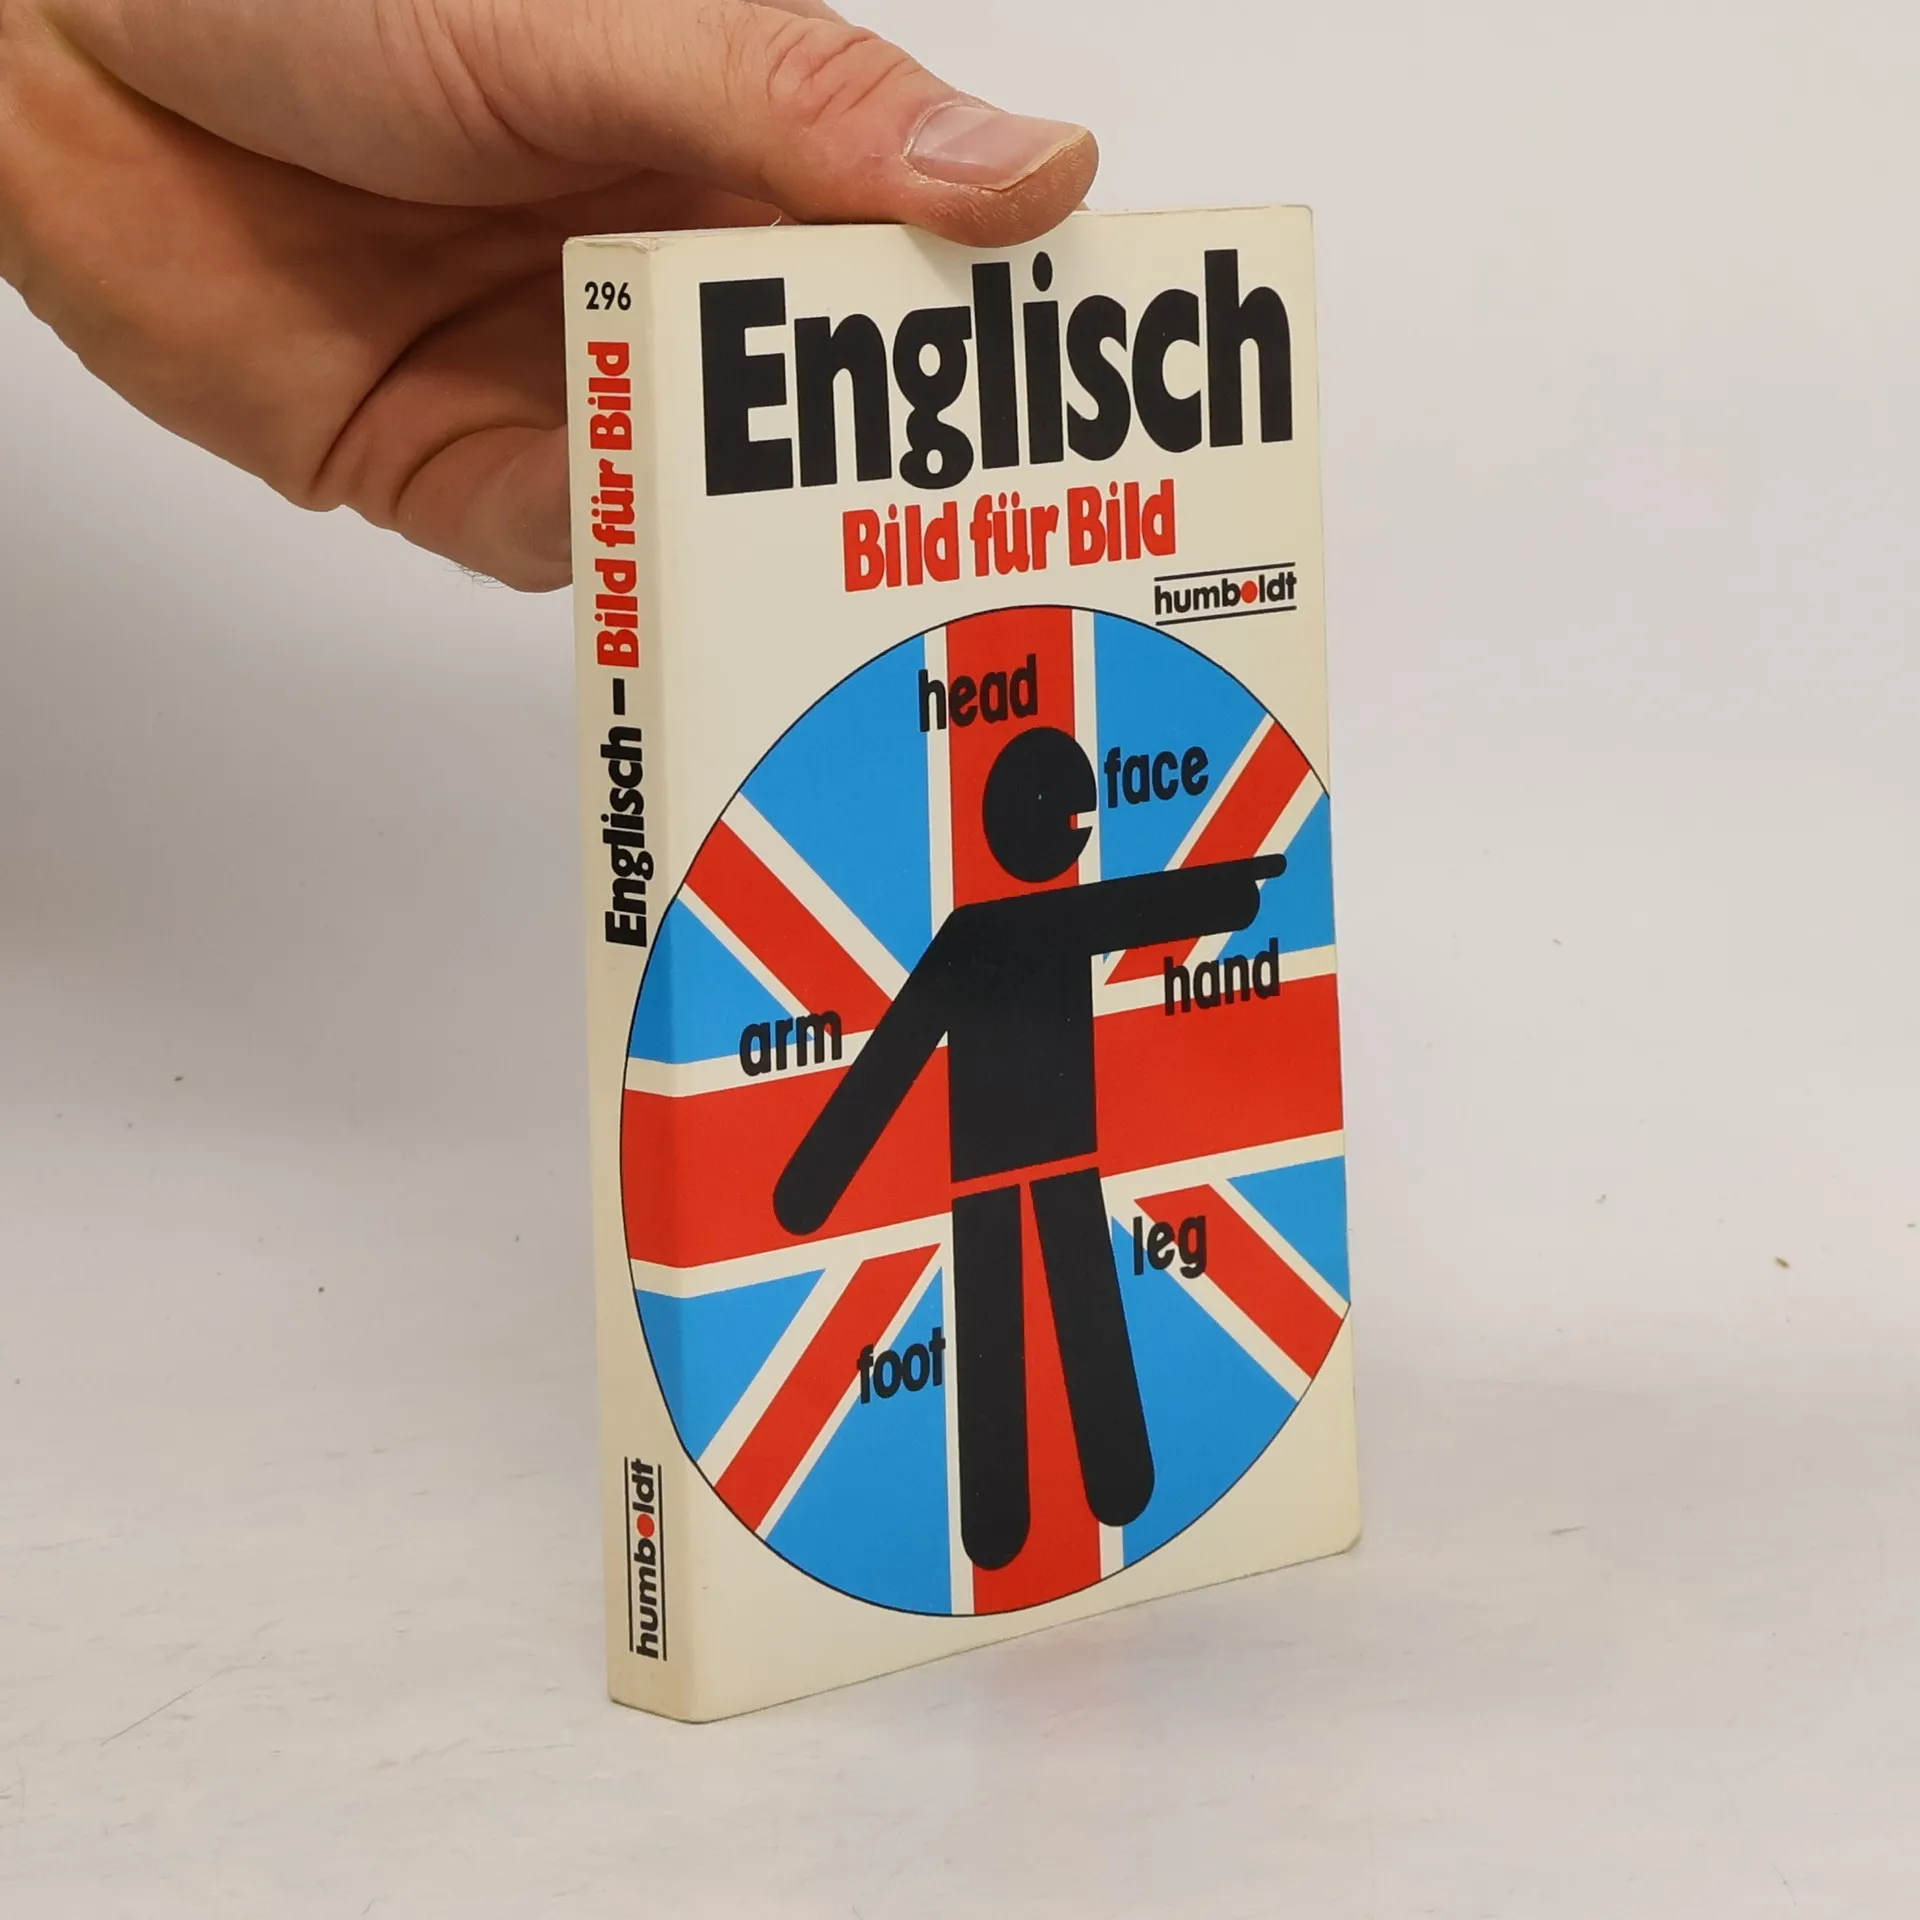 296
Englisch – Bild für Bild
humboldt
Englisch
Bild für Bild
humboldt
head
face
hand
arm
leg
foot